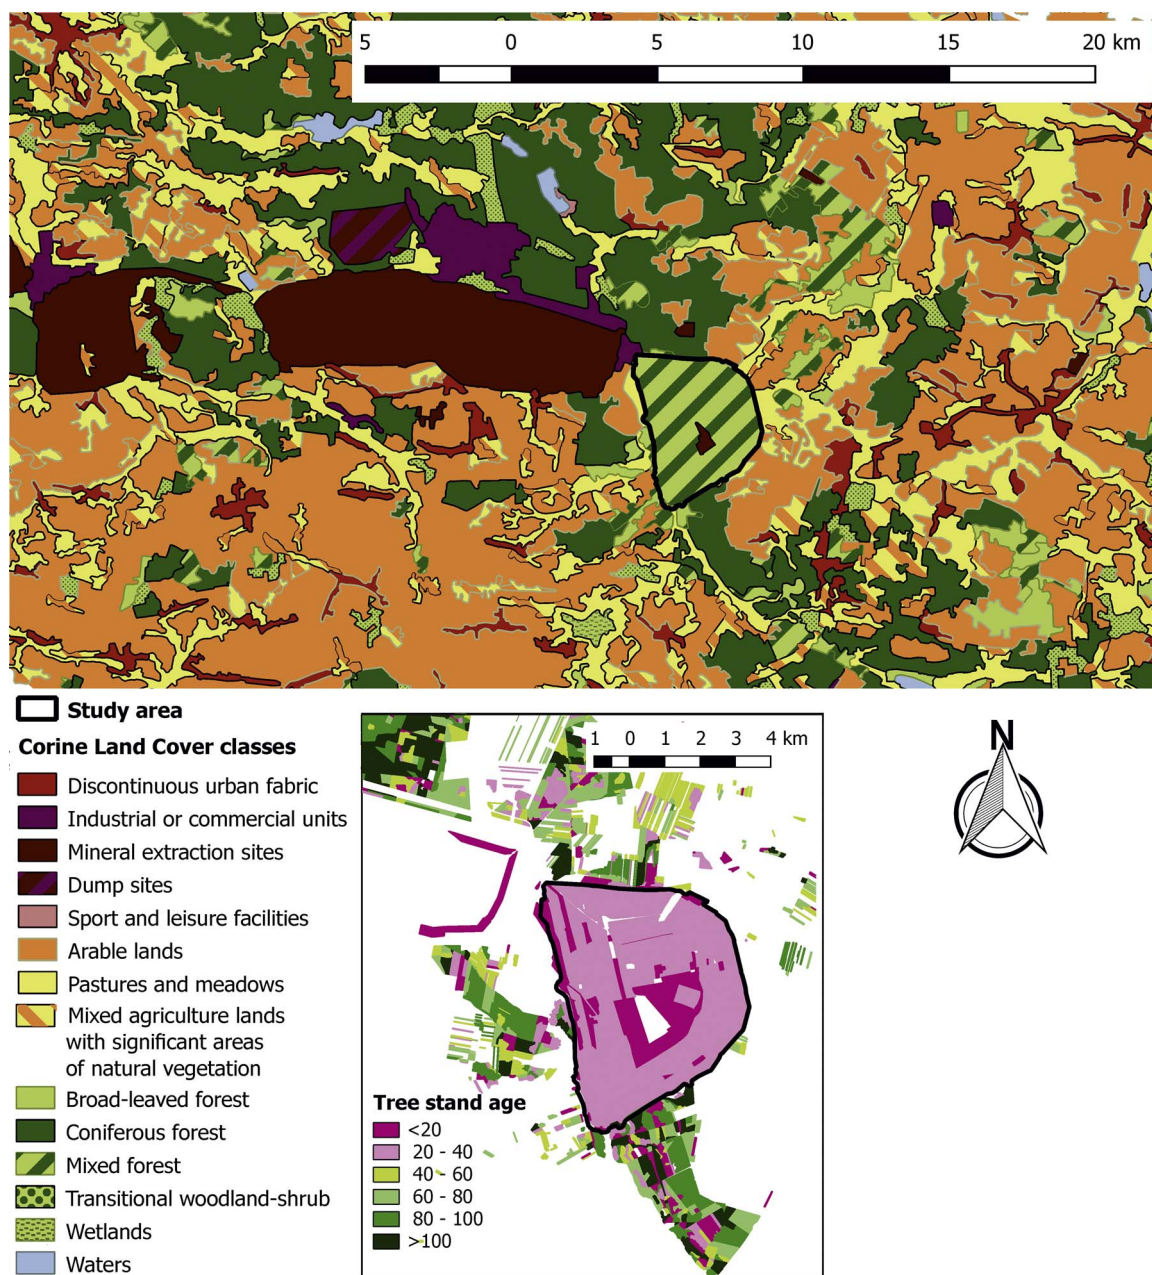 5 0 5 10 15 20 km
Study area
Corine Land Cover classes
Discontinuous urban fabric
Industrial or commercial units
Mineral extraction sites
Dump sites
Sport and leisure facilities
Arable lands
Pastures and meadows
Mixed agriculture lands
with significant areas
of natural vegetation
Broad-leaved forest
Coniferous forest
Mixed forest
Transitional woodland-shrub
Wetlands
Waters
1 0 1 2 3 4 km
Tree stand age
<20
20 - 40
40 - 60
60 - 80
80 - 100
>100
N